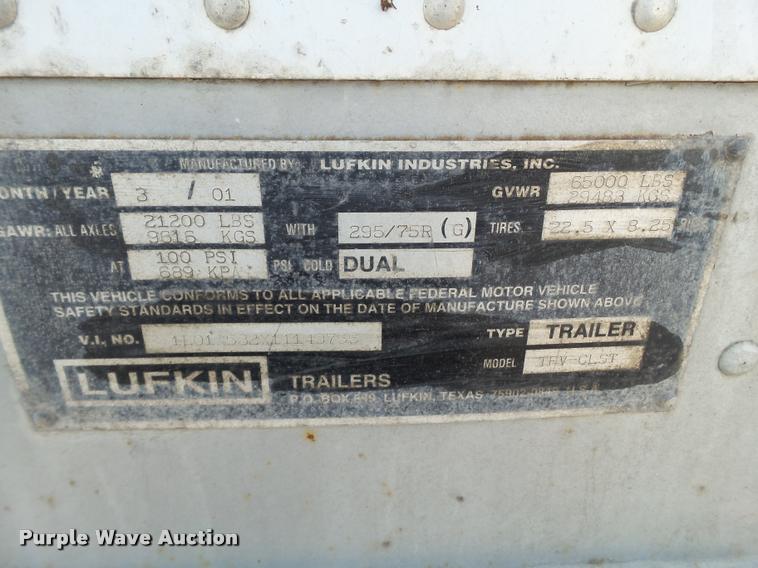 MANUFACTURED BY LUFKIN INDUSTRIES, INC.
MONTH / YEAR 3 / 01 GVWR 65000 LBS
29483 KGS
GAWR: ALL AXLES 21200 LBS WITH 295/75R (G) TIRES 22.5 X 8.25
9616 KGS
AT 100 PSI PSI COLD DUAL
689 KPA
THIS VEHICLE CONFORMS TO ALL APPLICABLE FEDERAL MOTOR VEHICLE
SAFETY STANDARDS IN EFFECT ON THE DATE OF MANUFACTURE SHOWN ABOVE
V.I. NO. TYPE TRAILER
MODEL
LUFKIN TRAILERS
P.O. BOX 849, LUFKIN, TEXAS
Purple Wave Auction